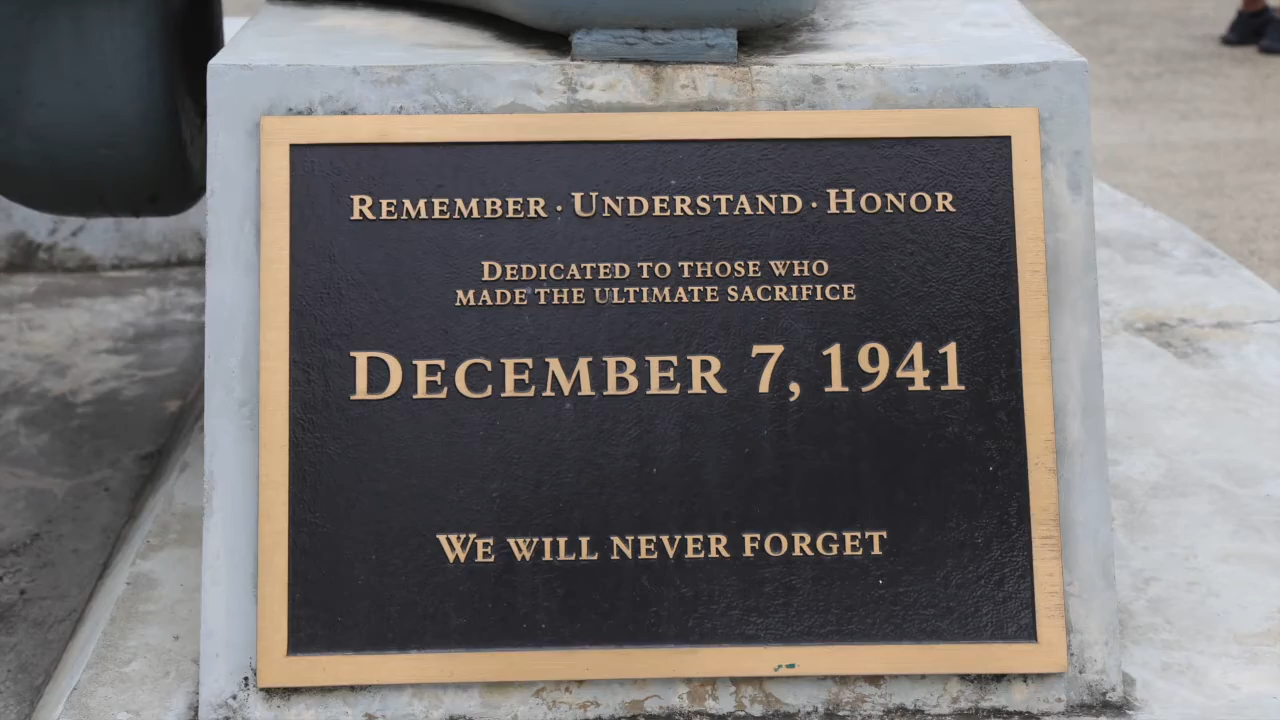 Remember · Understand · Honor
Dedicated to those who
made the ultimate sacrifice
December 7, 1941
We will never forget